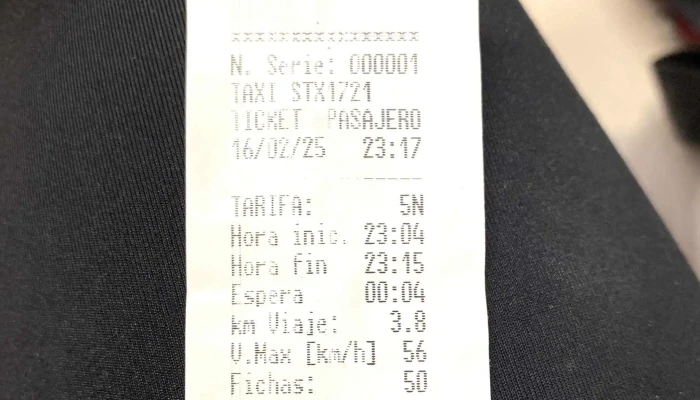 xxxxxxxxxxxxxxxxxx
N. Serie: 000001
TAXI STX1721
TICKET PASAJERO
16/02/25 23:17
--------------------
TARIFA: 5N
Hora inic. 23:04
Hora fin 23:15
Espera 00:04
km Viaje: 3.8
V.Max [km/h] 56
Fichas: 50